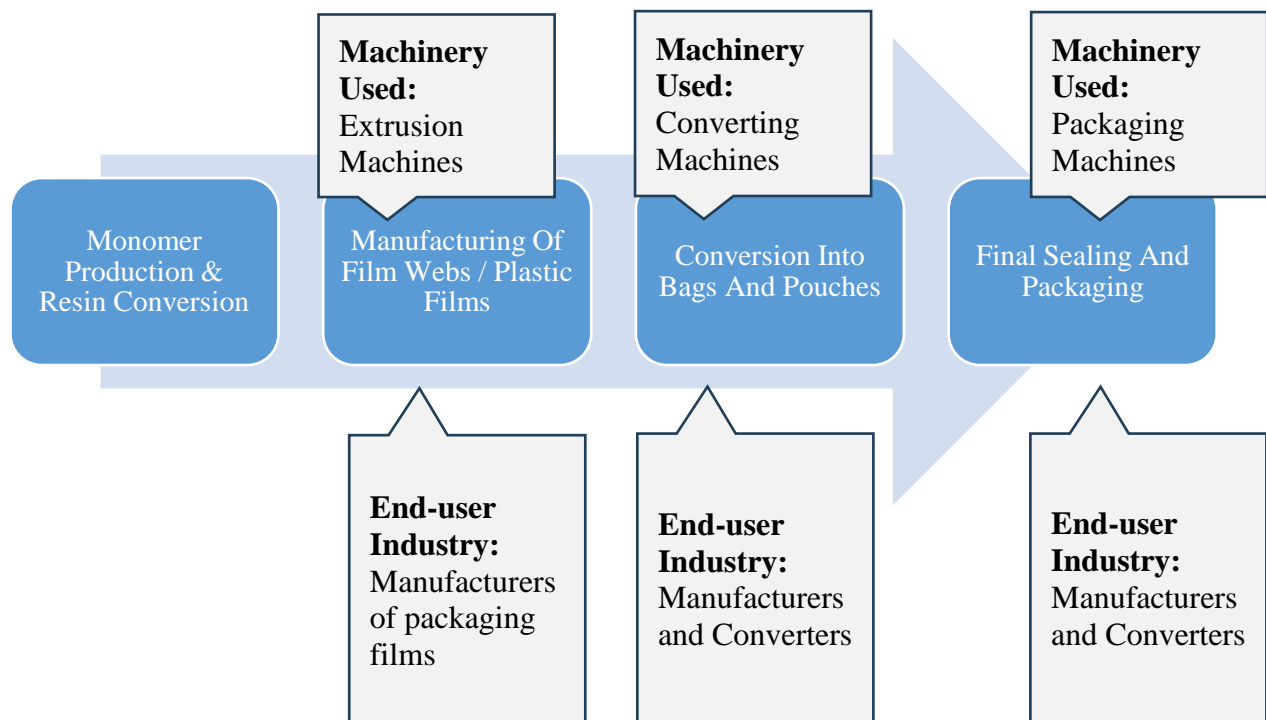 Machinery
Used:
Extrusion
Machines
Machinery
Used:
Converting
Machines
Machinery
Used:
Packaging
Machines
Monomer
Production &
Resin Conversion
Manufacturing Of
Film Webs / Plastic
Films
Conversion Into
Bags And Pouches
Final Sealing And
Packaging
End-user
Industry:
Manufacturers
of packaging
films
End-user
Industry:
Manufacturers
and Converters
End-user
Industry:
Manufacturers
and Converters